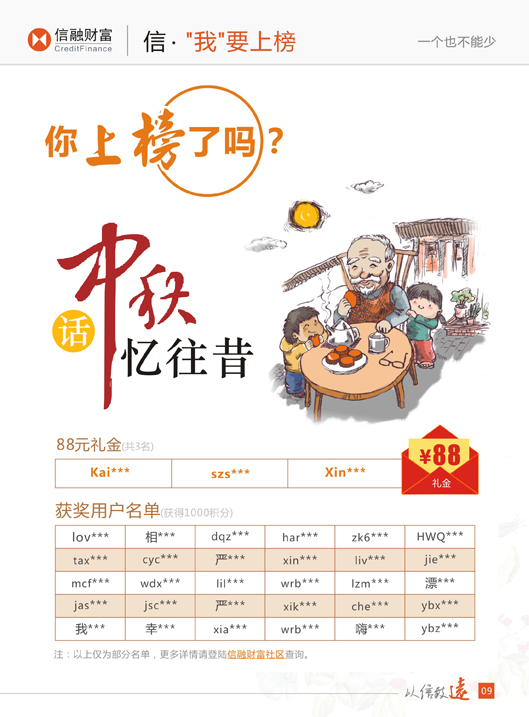 信融财富
CreditFinance
信·"我"要上榜
一个也不能少
你上榜了吗?
中秋
话
忆往昔
88元礼金(共3名)
Kai*** szs*** Xin***
¥88
礼金
获奖用户名单(获得1000积分)
lov*** 相*** dqz*** har*** zk6*** HWQ***
tax*** cyc*** 严*** xin*** liv*** jie***
mcf*** wdx*** lil*** wrb*** lzm*** 漂***
jas*** jsc*** 严*** xik*** che*** ybx***
我*** 幸*** xia*** wrb*** 嗨*** ybz***
注:以上仅为部分名单,更多详情请登陆信融财富社区查询。
以信致远
09